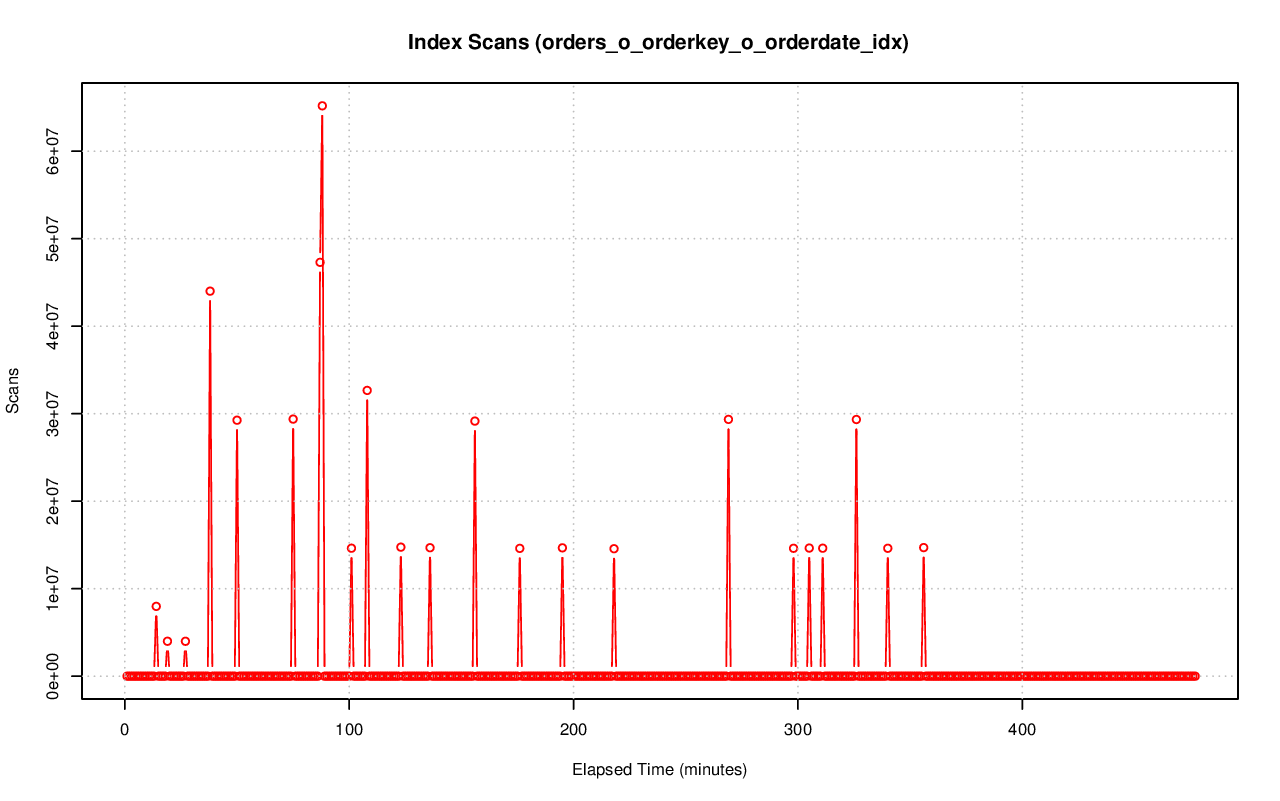 Index Scans (orders_o_orderkey_o_orderdate_idx)
6e+07
5e+07
4e+07
3e+07
2e+07
1e+07
0e+00
Scans
0 100 200 300 400
Elapsed Time (minutes)